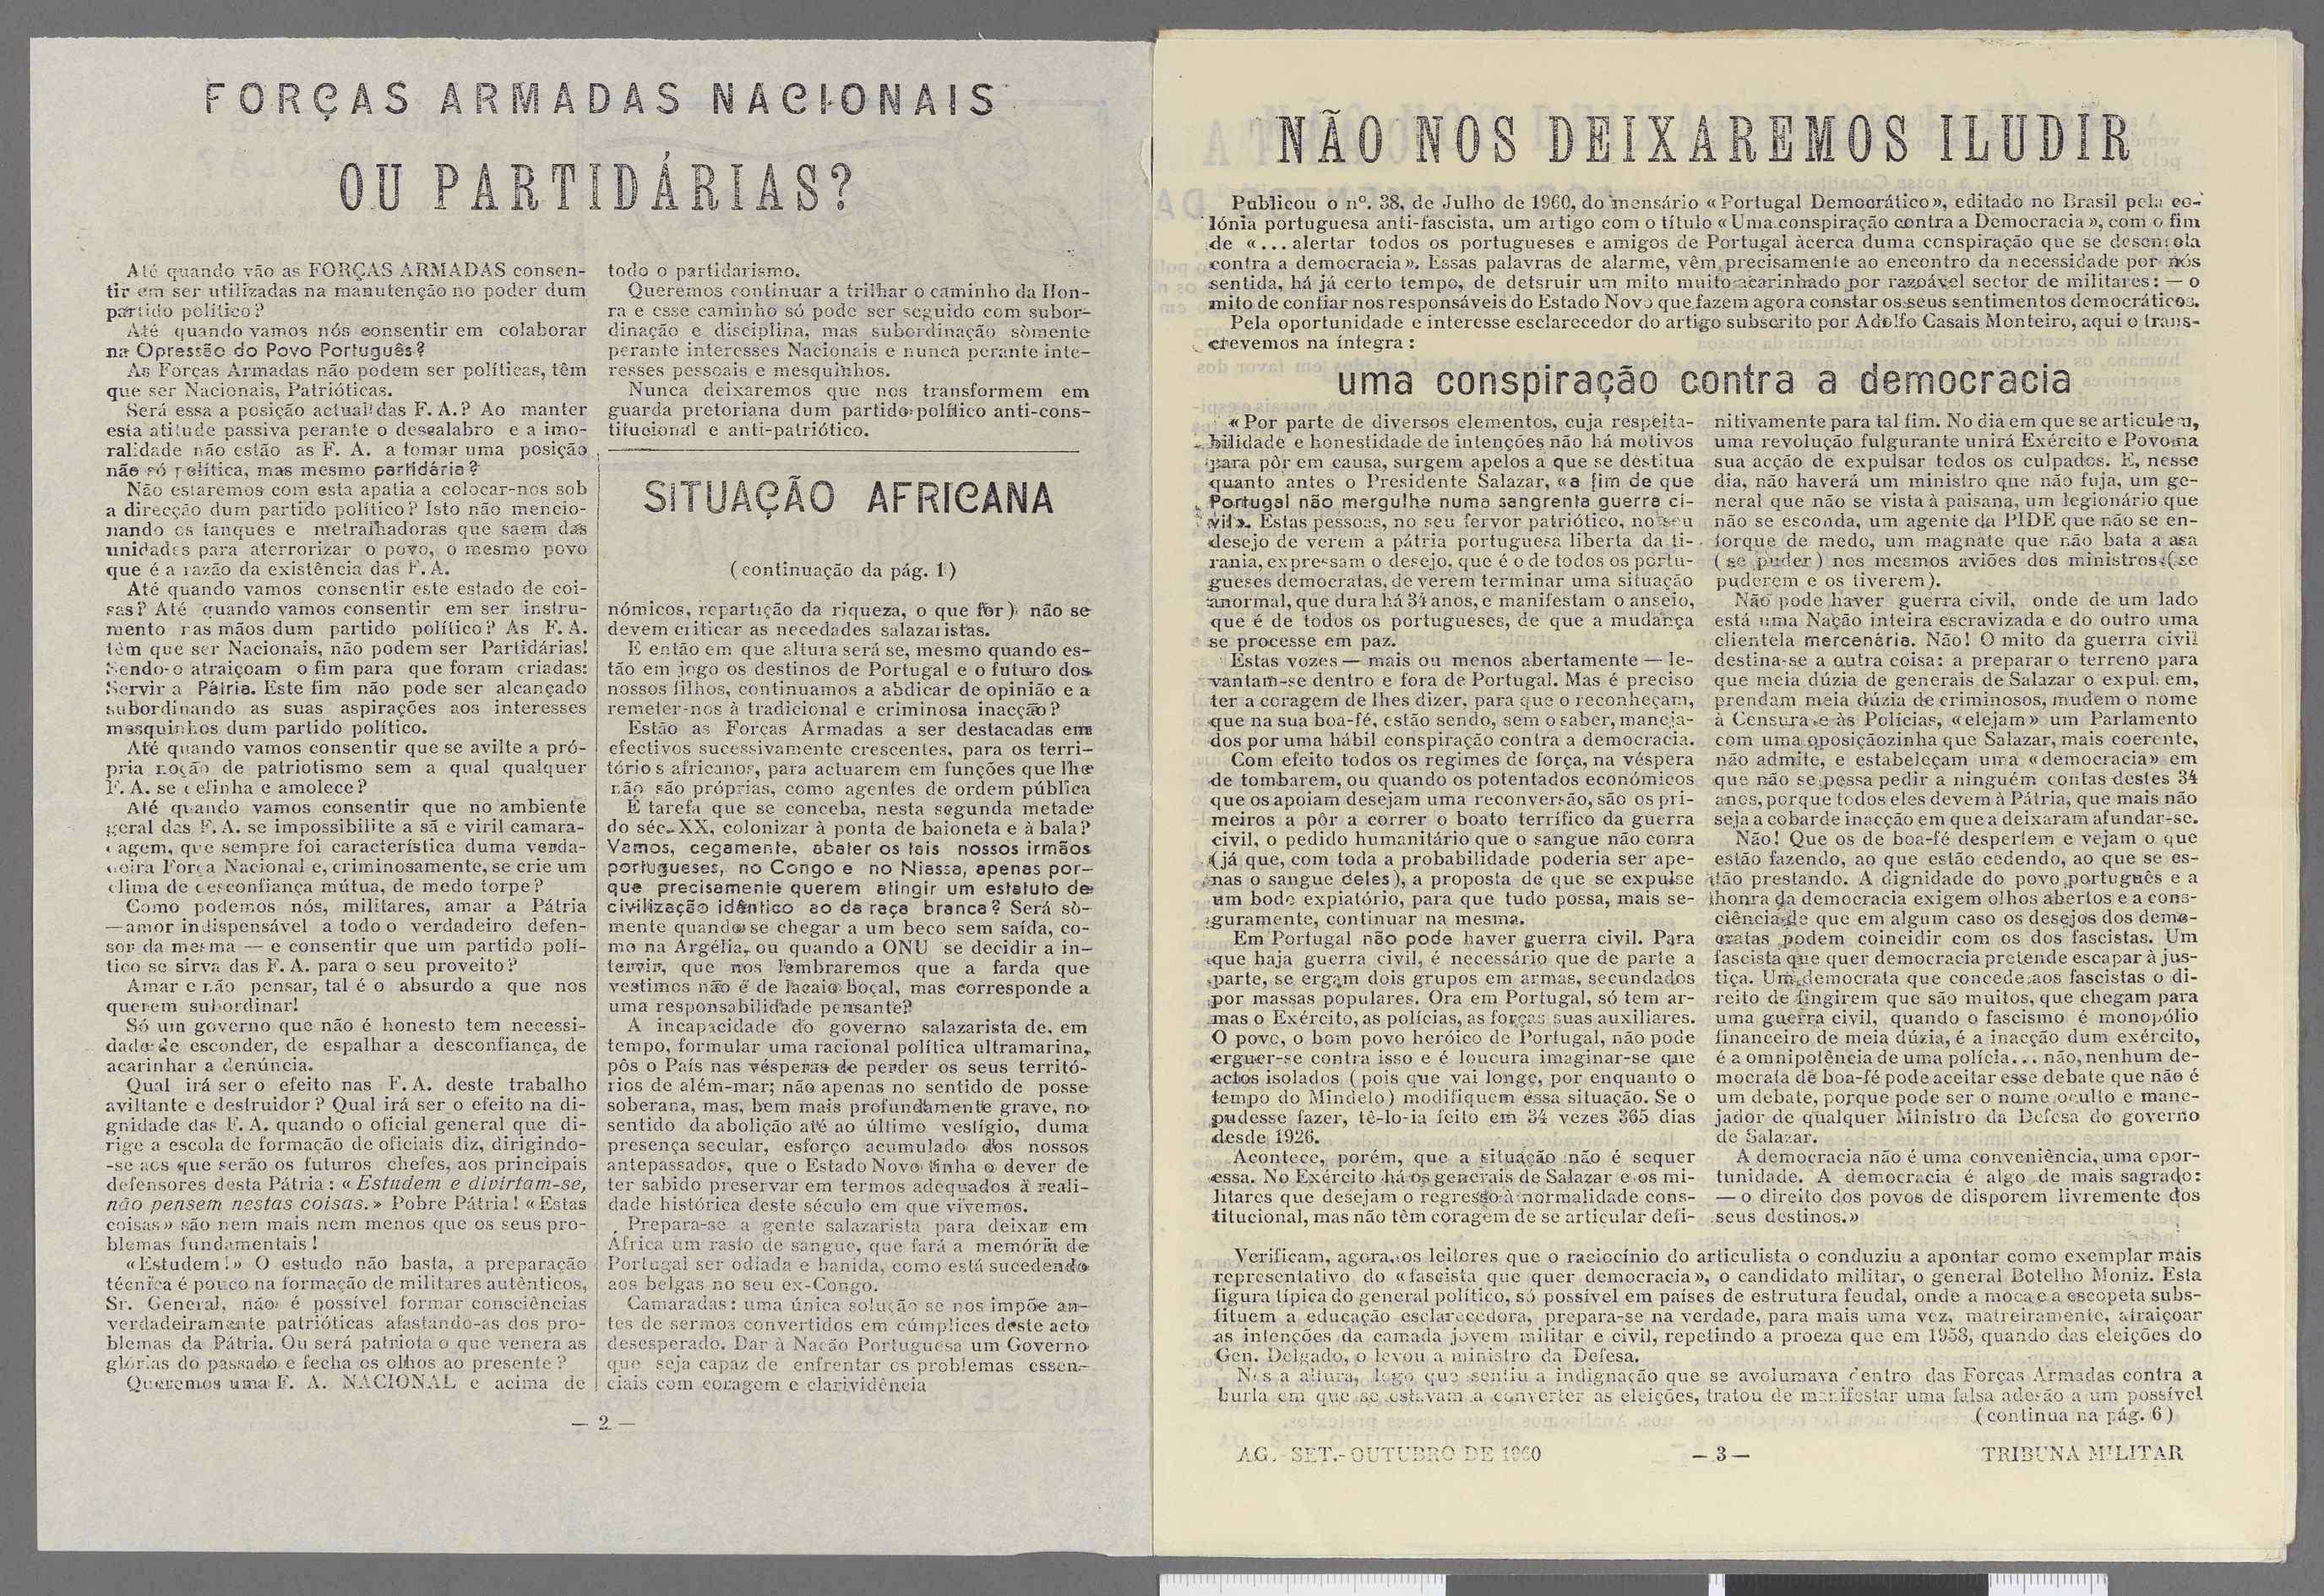 FORÇAS ARMADAS NACIONAIS
OU PARTIDÁRIAS?
Até quando vão as FORÇAS ARMADAS consen-
tir em ser utilizadas na manutenção no poder dum
partido político?
Até quando vamos nós consentir em colaborar
na Opressão do Povo Português?
As Forças Armadas não podem ser políticas, têm
que ser Nacionais, Patrióticas.
Será essa a posição actual das F. A.? Ao manter
esta atitude passiva perante o descalabro e a imo-
ralidade não estão as F. A. a tomar uma posição
não só política, mas mesmo partidária?
Não estaremos com esta apatia a colocar-nos sob
a direcção dum partido político? Isto não mencio-
nando os tanques e metralhadoras que saem das
unidades para aterrorizar o povo, o mesmo povo
que é a razão da existência das F. A.
Até quando vamos consentir este estado de coi-
sas? Até quando vamos consentir em ser instru-
mento nas mãos dum partido político? As F. A.
têm que ser Nacionais, não podem ser Partidárias!
Sendo-o atraiçoam o fim para que foram criadas:
Servir a Pátria. Este fim não pode ser alcançado
subordinando as suas aspirações aos interesses
mesquinhos dum partido político.
Até quando vamos consentir que se avilte a pró-
pria noção de patriotismo sem a qual qualquer
F. A. se definha e amolece?
Até quando vamos consentir que no ambiente
geral das F. A. se impossibilite a sã e viril camara-
dagem, que sempre foi característica duma verda-
deira Força Nacional e, criminosamente, se crie um
clima de desconfiança mútua, de medo torpe?
Como podemos nós, militares, amar a Pátria
—amor indispensável a todo o verdadeiro defen-
sor da mesma — e consentir que um partido polí-
tico se sirva das F. A. para o seu proveito?
Amar e não pensar, tal é o absurdo a que nos
querem subordinar!
Só um governo que não é honesto tem necessi-
dade de esconder, de espalhar a desconfiança, de
acarinhar a denúncia.
Qual irá ser o efeito nas F. A. deste trabalho
aviltante e destruidor? Qual irá ser o efeito na di-
gnidade das F. A. quando o oficial general que di-
rige a escola de formação de oficiais diz, dirigindo-
-se aos que serão os futuros chefes, aos principais
defensores desta Pátria: «Estudem e divirtam-se,
não pensem nestas coisas.» Pobre Pátria! «Estas
coisas» são nem mais nem menos que os seus pro-
blemas fundamentais!
«Estudem!» O estudo não basta, a preparação
técnica é pouco na formação de militares autênticos,
Sr. General, não é possível formar consciências
verdadeiramente patrióticas afastando-as dos pro-
blemas da Pátria. Ou será patriota o que venera as
glórias do passado e fecha os olhos ao presente?
Queremos uma F. A. NACIONAL e acima de
todo o partidarismo.
Queremos continuar a trilhar o caminho da Hon-
ra e esse caminho só pode ser seguido com subor-
dinação e disciplina, mas subordinação sòmente
perante interesses Nacionais e nunca perante inte-
resses pessoais e mesquinhos.
Nunca deixaremos que nos transformem em
guarda pretoriana dum partido político anti-cons-
titucional e anti-patriótico.
SITUAÇÃO AFRICANA
(continuação da pág. 1)
nómicos, repartição da riqueza, o que for) não se
devem criticar as necedades salazaristas.
E então em que altura será se, mesmo quando es-
tão em jogo os destinos de Portugal e o futuro dos
nossos filhos, continuamos a abdicar de opinião e a
remeter-nos à tradicional e criminosa inacção?
Estão as Forças Armadas a ser destacadas em
efectivos sucessivamente crescentes, para os terri-
tórios africanos, para actuarem em funções que lhe
não são próprias, como agentes de ordem pública
É tarefa que se conceba, nesta segunda metade
do séc. XX, colonizar à ponta de baioneta e à bala?
Vamos, cegamente, abater os tais nossos irmãos
portugueses, no Congo e no Niassa, apenas por-
que precisamente querem atingir um estatuto de
civilização idêntico ao da raça branca? Será sò-
mente quando se chegar a um beco sem saída, co-
mo na Argélia, ou quando a ONU se decidir a in-
tervir, que nos lembraremos que a farda que
vestimos não é de lacaio boçal, mas corresponde a
uma responsabilidade pensante?
A incapacidade do governo salazarista de, em
tempo, formular uma racional política ultramarina,
pôs o País nas vésperas de perder os seus territó-
rios de além-mar; não apenas no sentido de posse
soberana, mas, bem mais profundamente grave, no
sentido da abolição até ao último vestígio, duma
presença secular, esforço acumulado dos nossos
antepassados, que o Estado Novo tinha o dever de
ter sabido preservar em termos adequados à reali-
dade histórica deste século em que vivemos.
Prepara-se a gente salazarista para deixar em
África um rasto de sangue, que fará a memória de
Portugal ser odiada e banida, como está sucedendo
aos belgas no seu ex-Congo.
Camaradas: uma única solução se nos impõe an-
tes de sermos convertidos em cúmplices deste acto
desesperado. Dar à Nação Portuguesa um Governo
que seja capaz de enfrentar os problemas essen-
ciais com coragem e clarividência
— 2 —
NÃO NOS DEIXAREMOS ILUDIR
Publicou o nº. 38, de Julho de 1960, do mensário «Portugal Democrático», editado no Brasil pela co-
lónia portuguesa anti-fascista, um artigo com o título «Uma conspiração contra a Democracia», com o fim
de «... alertar todos os portugueses e amigos de Portugal àcerca duma conspiração que se desenrola
contra a democracia». Essas palavras de alarme, vêm precisamente ao encontro da necessidade por nós
sentida, há já certo tempo, de detsruir um mito muito acarinhado por razoável sector de militares: — o
mito de confiar nos responsáveis do Estado Novo que fazem agora constar os seus sentimentos democráticos.
Pela oportunidade e interesse esclarecedor do artigo subscrito por Adolfo Casais Monteiro, aqui o trans-
crevemos na íntegra:
uma conspiração contra a democracia
«Por parte de diversos elementos, cuja respeita-
bilidade e honestidade de intenções não há motivos
para pôr em causa, surgem apelos a que se destitua
quanto antes o Presidente Salazar, «a fim de que
Portugal não mergulhe numa sangrenta guerra ci-
vil». Estas pessoas, no seu fervor patriótico, no seu
desejo de verem a pátria portuguesa liberta da ti-
rania, expressam o desejo, que é o de todos os portu-
gueses democratas, de verem terminar uma situação
anormal, que dura há 34 anos, e manifestam o anseio,
que é de todos os portugueses, de que a mudança
se processe em paz.
Estas vozes — mais ou menos abertamente — le-
vantam-se dentro e fora de Portugal. Mas é preciso
ter a coragem de lhes dizer, para que o reconheçam,
que na sua boa-fé, estão sendo, sem o saber, maneja-
dos por uma hábil conspiração contra a democracia.
Com efeito todos os regimes de força, na véspera
de tombarem, ou quando os potentados económicos
que os apoiam desejam uma reconversão, são os pri-
meiros a pôr a correr o boato terrífico da guerra
civil, o pedido humanitário que o sangue não corra
(já que, com toda a probabilidade poderia ser ape-
nas o sangue deles), a proposta de que se expulse
um bode expiatório, para que tudo possa, mais se-
guramente, continuar na mesma.
Em Portugal não pode haver guerra civil. Para
que haja guerra civil, é necessário que de parte a
parte, se ergam dois grupos em armas, secundados
por massas populares. Ora em Portugal, só tem ar-
mas o Exército, as polícias, as forças suas auxiliares.
O povo, o bom povo heróico de Portugal, não pode
erguer-se contra isso e é loucura imaginar-se que
actos isolados (pois que vai longe, por enquanto o
tempo do Mindelo) modifiquem essa situação. Se o
pudesse fazer, tê-lo-ia feito em 34 vezes 365 dias
desde 1926.
Acontece, porém, que a situação não é sequer
essa. No Exército há os generais de Salazar e os mi-
litares que desejam o regresso à normalidade cons-
titucional, mas não têm coragem de se articular defi-
nitivamente para tal fim. No dia em que se articulem,
uma revolução fulgurante unirá Exército e Povo na
sua acção de expulsar todos os culpados. E, nesse
dia, não haverá um ministro que não fuja, um ge-
neral que não se vista à paisana, um legionário que
não se esconda, um agente da PIDE que não se en-
forque de medo, um magnate que não bata a asa
(se puder) nos mesmos aviões dos ministros (se
puderem e os tiverem).
Não pode haver guerra civil, onde de um lado
está uma Nação inteira escravizada e do outro uma
clientela mercenária. Não! O mito da guerra civil
destina-se a outra coisa: a preparar o terreno para
que meia dúzia de generais de Salazar o expulsem,
prendam meia dúzia de criminosos, mudem o nome
à Censura e às Polícias, «elejam» um Parlamento
com uma oposiçãozinha que Salazar, mais coerente,
não admite, e estabeleçam uma «democracia» em
que não se possa pedir a ninguém contas destes 34
anos, porque todos eles devem à Pátria, que mais não
seja a cobarde inacção em que a deixaram afundar-se.
Não! Que os de boa-fé despertem e vejam o que
estão fazendo, ao que estão cedendo, ao que se es-
tão prestando. A dignidade do povo português e a
honra da democracia exigem olhos abertos e a cons-
ciência de que em algum caso os desejos dos demo-
cratas podem coincidir com os dos fascistas. Um
fascista que quer democracia pretende escapar à jus-
tiça. Um democrata que concede aos fascistas o di-
reito de fingirem que são muitos, que chegam para
uma guerra civil, quando o fascismo é monopólio
financeiro de meia dúzia, é a inacção dum exército,
é a omnipotência de uma polícia... não, nenhum de-
mocrata de boa-fé pode aceitar esse debate que não é
um debate, porque pode ser o nome oculto e mane-
jador de qualquer Ministro da Defesa do governo
de Salazar.
A democracia não é uma conveniência, uma opor-
tunidade. A democracia é algo de mais sagrado:
— o direito dos povos de disporem livremente dos
seus destinos.»
Verificam, agora, os leitores que o raciocínio do articulista o conduziu a apontar como exemplar mais
representativo do «fascista que quer democracia», o candidato militar, o general Botelho Moniz. Esta
figura típica do general político, só possível em países de estrutura feudal, onde a moca e a escopeta subs-
tituem a educação esclarecedora, prepara-se na verdade, para mais uma vez, matreiramente, atraiçoar
as intenções da camada jovem militar e civil, repetindo a proeza que em 1958, quando das eleições do
Gen. Delgado, o levou a ministro da Defesa.
Nessa altura, logo que sentiu a indignação que se avolumava dentro das Forças Armadas contra a
burla em que se estavam a converter as eleições, tratou de manifestar uma falsa adesão a um possível
(continua na pág. 6)
AG.- SET.- OUTUBRO DE 1960
— 3 —
TRIBUNA MILITAR